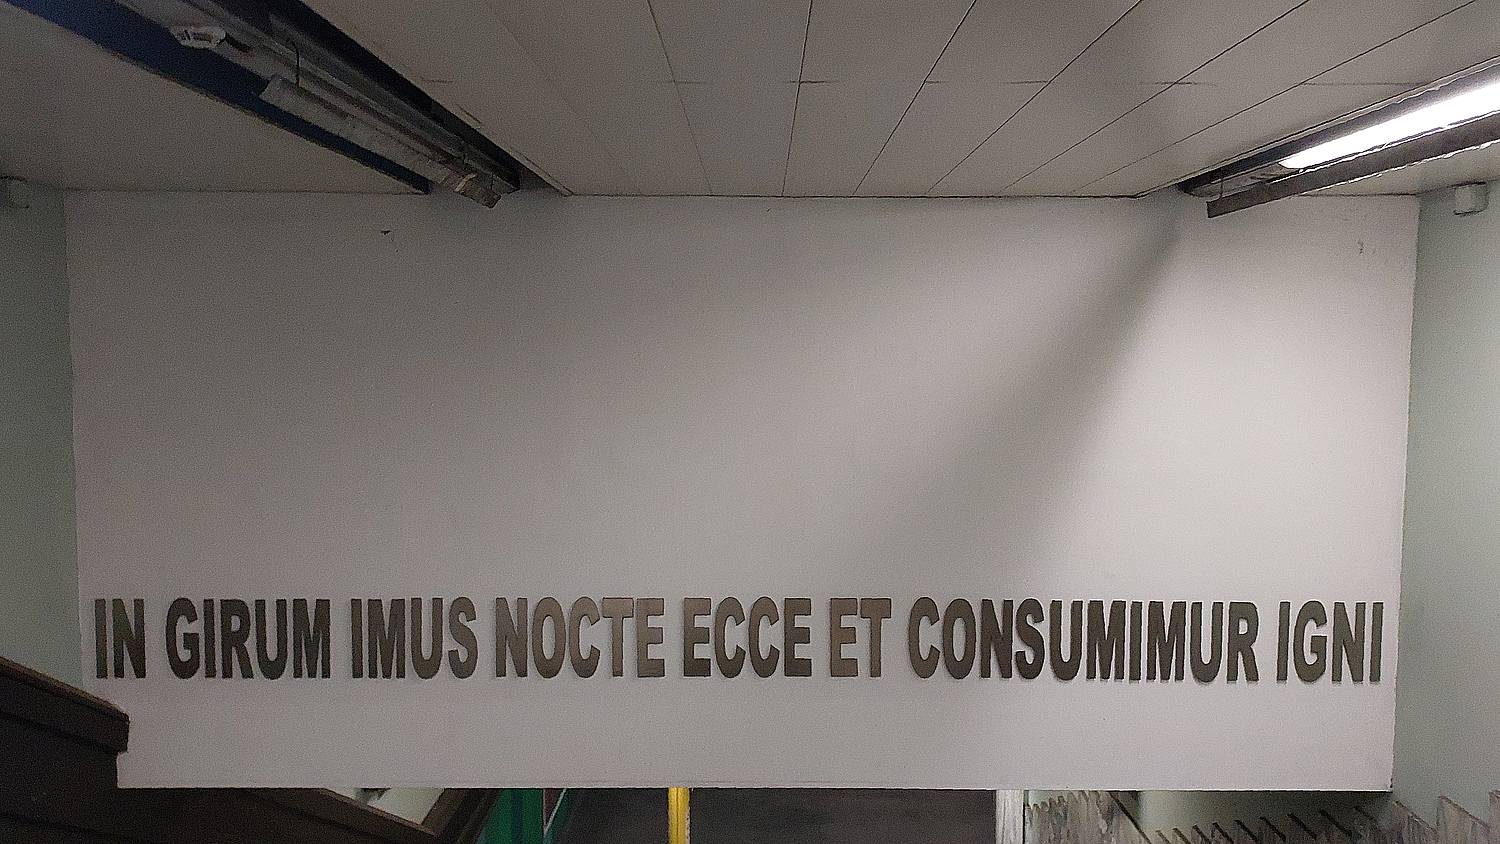 IN GIRUM IMUS NOCTE ECCE ET CONSUMIMUR IGNI